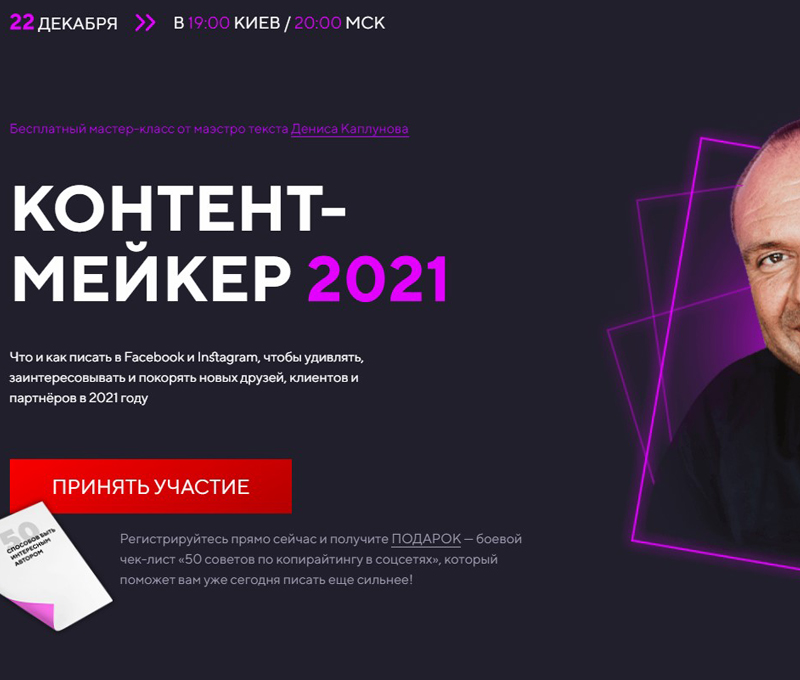 22 ДЕКАБРЯ В 19:00 КИЕВ / 20:00 МСК
Бесплатный мастер-класс от маэстро текста Дениса Каплунова
КОНТЕНТ-
МЕЙКЕР 2021
Что и как писать в Facebook и Instagram, чтобы удивлять,
заинтересовывать и покорять новых друзей, клиентов и
партнёров в 2021 году
ПРИНЯТЬ УЧАСТИЕ
50
СПОСОБОВ БЫТЬ
ИНТЕРЕСНЫМ
АВТОРОМ
Регистрируйтесь прямо сейчас и получите ПОДАРОК — боевой
чек-лист «50 советов по копирайтингу в соцсетях», который
поможет вам уже сегодня писать еще сильнее!